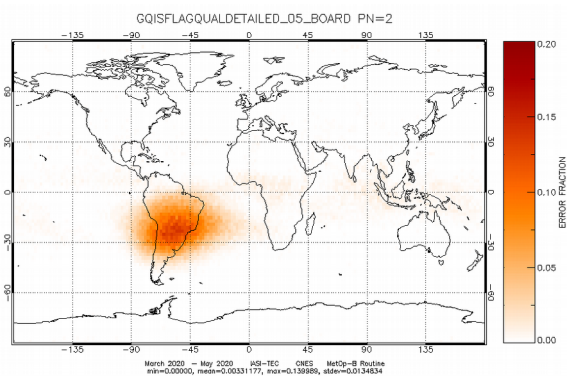 GQISFLAGQUALDETAILED_05_BOARD PN=2
-135 -90 -45 0 45 90 135
0.20
60 60
0.15
30 30
0 0
0.10
ERROR FRACTION
-30 -30
0.05
-60 -60
0.00
-135 -90 -45 0 45 90 135
March 2020 - May 2020 IASI-TEC CNES MetOp-B Routine
min=0.00000, mean=0.00331177, max=0.139989, stdev=0.0134834